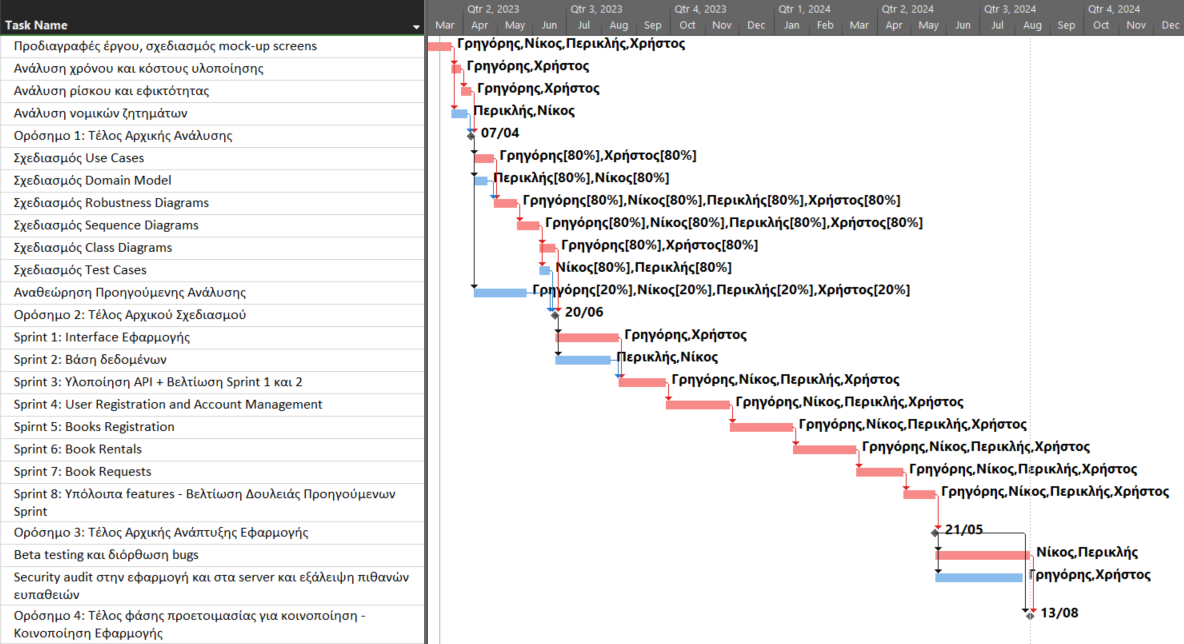 Qtr 2, 2023 Qtr 3, 2023 Qtr 4, 2023 Qtr 1, 2024 Qtr 2, 2024 Qtr 3, 2024 Qtr 4, 2024
Task Name Mar Apr May Jun Jul Aug Sep Oct Nov Dec Jan Feb Mar Apr May Jun Jul Aug Sep Oct Nov Dec
Προδιαγραφές έργου, σχεδιασμός mock-up screens Γρηγόρης,Νίκος,Περικλής,Χρήστος
Ανάλυση χρόνου και κόστους υλοποίησης Γρηγόρης,Χρήστος
Ανάλυση ρίσκου και εφικτότητας Γρηγόρης,Χρήστος
Ανάλυση νομικών ζητημάτων Περικλής,Νίκος
Ορόσημο 1: Τέλος Αρχικής Ανάλυσης 07/04
Σχεδιασμός Use Cases Γρηγόρης[80%],Χρήστος[80%]
Σχεδιασμός Domain Model Περικλής[80%],Νίκος[80%]
Σχεδιασμός Robustness Diagrams Γρηγόρης[80%],Νίκος[80%],Περικλής[80%],Χρήστος[80%]
Σχεδιασμός Sequence Diagrams Γρηγόρης[80%],Νίκος[80%],Περικλής[80%],Χρήστος[80%]
Σχεδιασμός Class Diagrams Γρηγόρης[80%],Χρήστος[80%]
Σχεδιασμός Test Cases Νίκος[80%],Περικλής[80%]
Αναθεώρηση Προηγούμενης Ανάλυσης Γρηγόρης[20%],Νίκος[20%],Περικλής[20%],Χρήστος[20%]
Ορόσημο 2: Τέλος Αρχικού Σχεδιασμού 20/06
Sprint 1: Interface Εφαρμογής Γρηγόρης,Χρήστος
Sprint 2: Βάση δεδομένων Περικλής,Νίκος
Sprint 3: Υλοποίηση API + Βελτίωση Sprint 1 και 2 Γρηγόρης,Νίκος,Περικλής,Χρήστος
Sprint 4: User Registration and Account Management Γρηγόρης,Νίκος,Περικλής,Χρήστος
Spirnt 5: Books Registration Γρηγόρης,Νίκος,Περικλής,Χρήστος
Sprint 6: Book Rentals Γρηγόρης,Νίκος,Περικλής,Χρήστος
Sprint 7: Book Requests Γρηγόρης,Νίκος,Περικλής,Χρήστος
Sprint 8: Υπόλοιπα features - Βελτίωση Δουλειάς Προηγούμενων Γρηγόρης,Νίκος,Περικλής,Χρήστος
Sprint
Ορόσημο 3: Τέλος Αρχικής Ανάπτυξης Εφαρμογής 21/05
Beta testing και διόρθωση bugs Νίκος,Περικλής
Security audit στην εφαρμογή και στα server και εξάλειψη πιθανών Γρηγόρης,Χρήστος
ευπαθειών
Ορόσημο 4: Τέλος φάσης προετοιμασίας για κοινοποίηση - 13/08
Κοινοποίηση Εφαρμογής